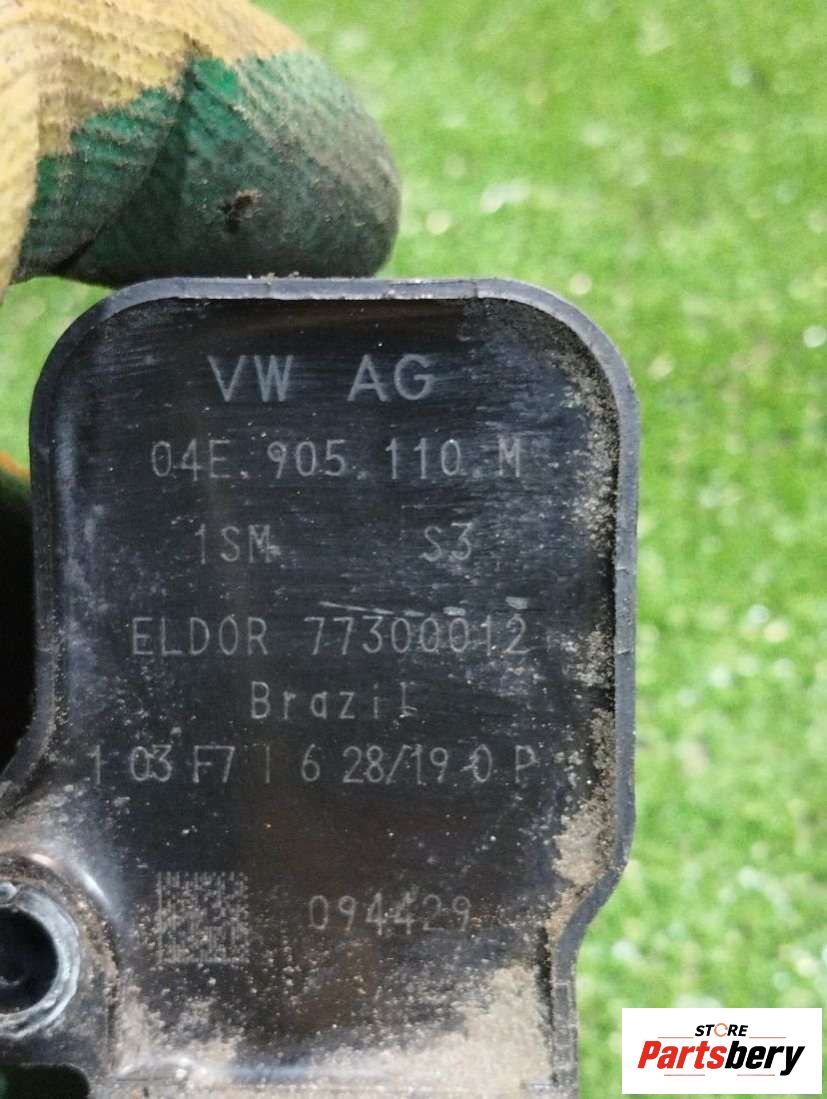 VW AG
04E.905.110.M
1SM S3
ELDOR 77300012
Brazil
1 03 F7 1 6 28/19 0 P
094429
STORE
Partsbery